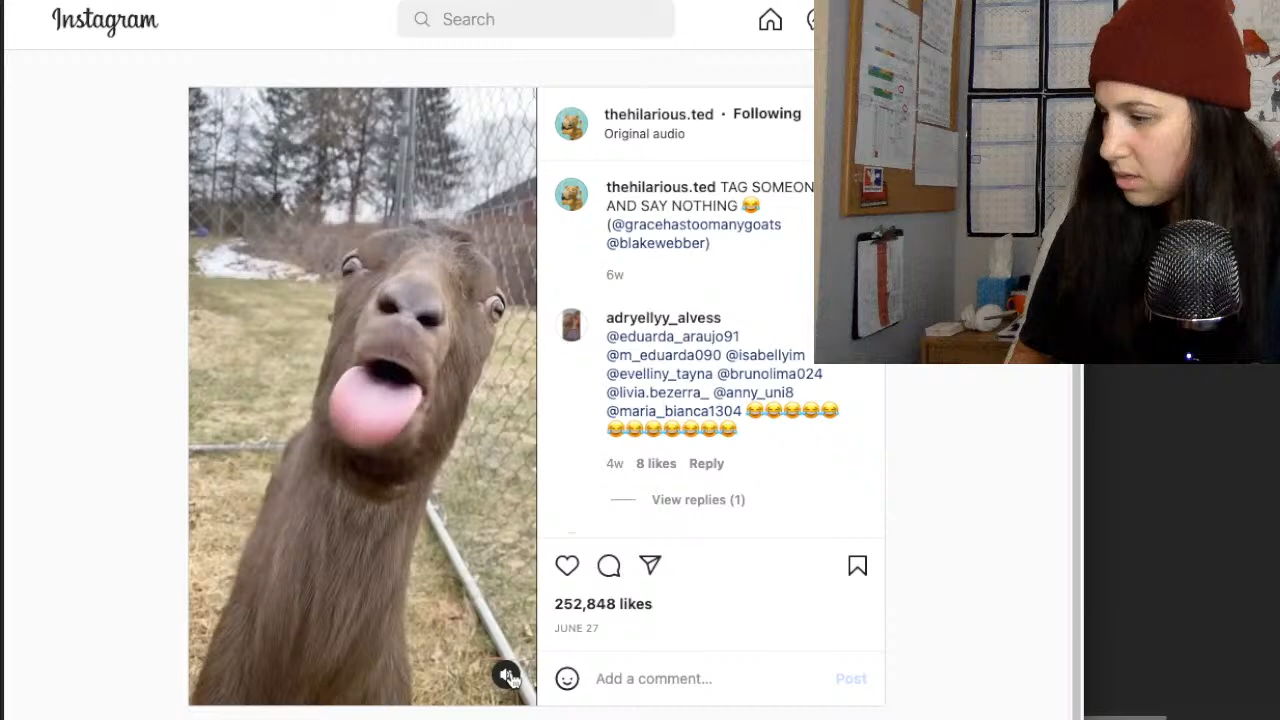 Instagram
Search
thehilarious.ted · Following
Original audio
thehilarious.ted TAG SOMEON
AND SAY NOTHING 😂
(@gracehastoomanygoats
@blakewebber)
6w
adryellyy_alvess
@eduarda_araujo91
@m_eduarda090 @isabellyim
@evelliny_tayna @brunolima024
@livia.bezerra_ @anny_uni8
@maria_bianca1304 😂😂😂😂😂
😂😂😂😂😂😂😂
4w 8 likes Reply
View replies (1)
252,848 likes
JUNE 27
Add a comment... Post